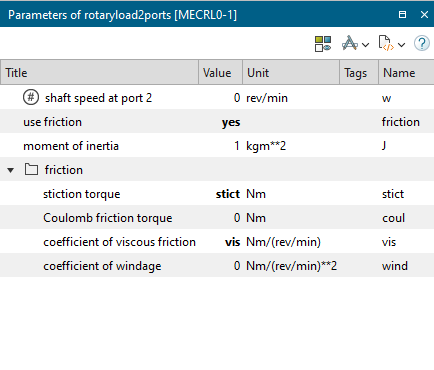 Parameters of rotaryload2ports [MECRL0-1]
Title Value Unit Tags Name
# shaft speed at port 2 0 rev/min w
use friction yes friction
moment of inertia 1 kgm**2 J
friction
stiction torque stict Nm stict
Coulomb friction torque 0 Nm coul
coefficient of viscous friction vis Nm/(rev/min) vis
coefficient of windage 0 Nm/(rev/min)**2 wind